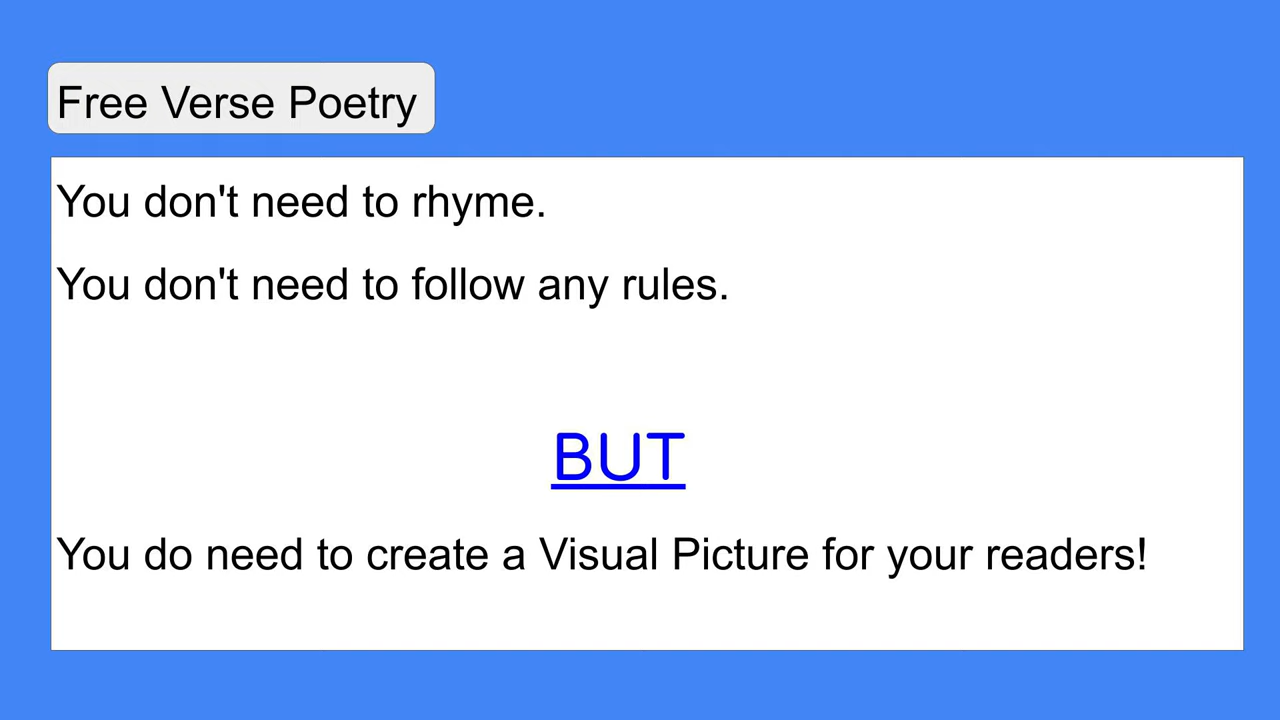 Free Verse Poetry
You don't need to rhyme.
You don't need to follow any rules.
BUT
You do need to create a Visual Picture for your readers!